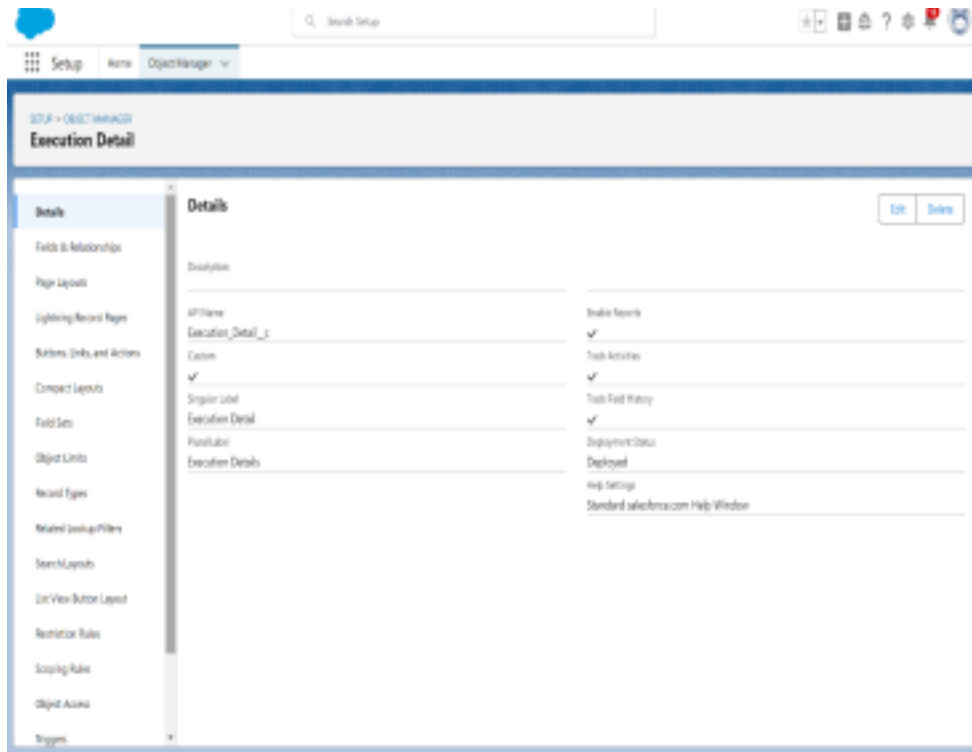 Search Setup
Setup Home Object Manager
SETUP > OBJECT MANAGER
Execution Detail
Details
Fields & Relationships
Page Layouts
Lightning Record Pages
Buttons, Links, and Actions
Compact Layouts
Field Sets
Object Limits
Record Types
Related Lookup Filters
Search Layouts
List View Button Layout
Restriction Rules
Scoping Rules
Object Access
Triggers
Details
Edit Delete
Description
API Name
Execution_Detail__c
Custom
Singular Label
Execution Detail
Plural Label
Execution Details
Enable Reports
Track Activities
Track Field History
Deployment Status
Deployed
Help Settings
Standard salesforce.com Help Window